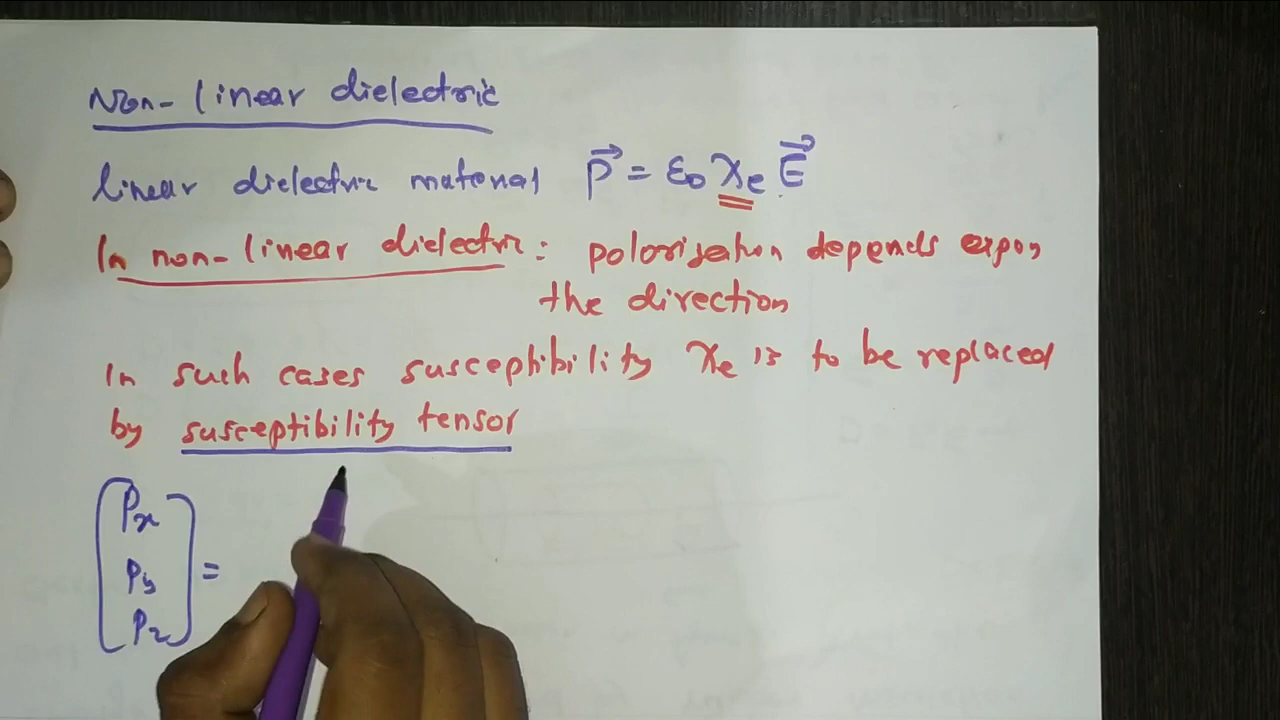 Non-linear dielectric
linear dielectric material P⃗ = ε₀ χe E⃗
In non-linear dielectric: polarisation depends
the direction
In such cases susceptibility χe is to be replaced
by susceptibility tensor
Px
Py =
Pz